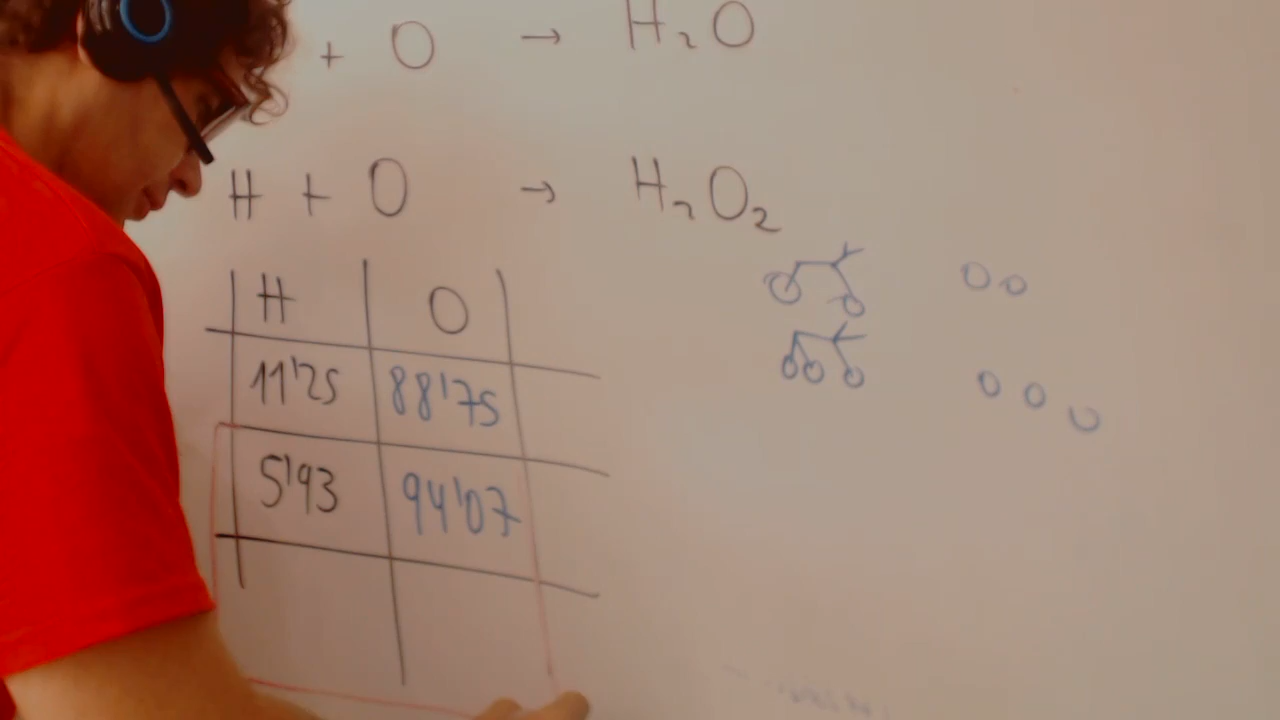 + O → H₂O
H + O → H₂O₂
H O
11'25 88'75
5'93 94'07